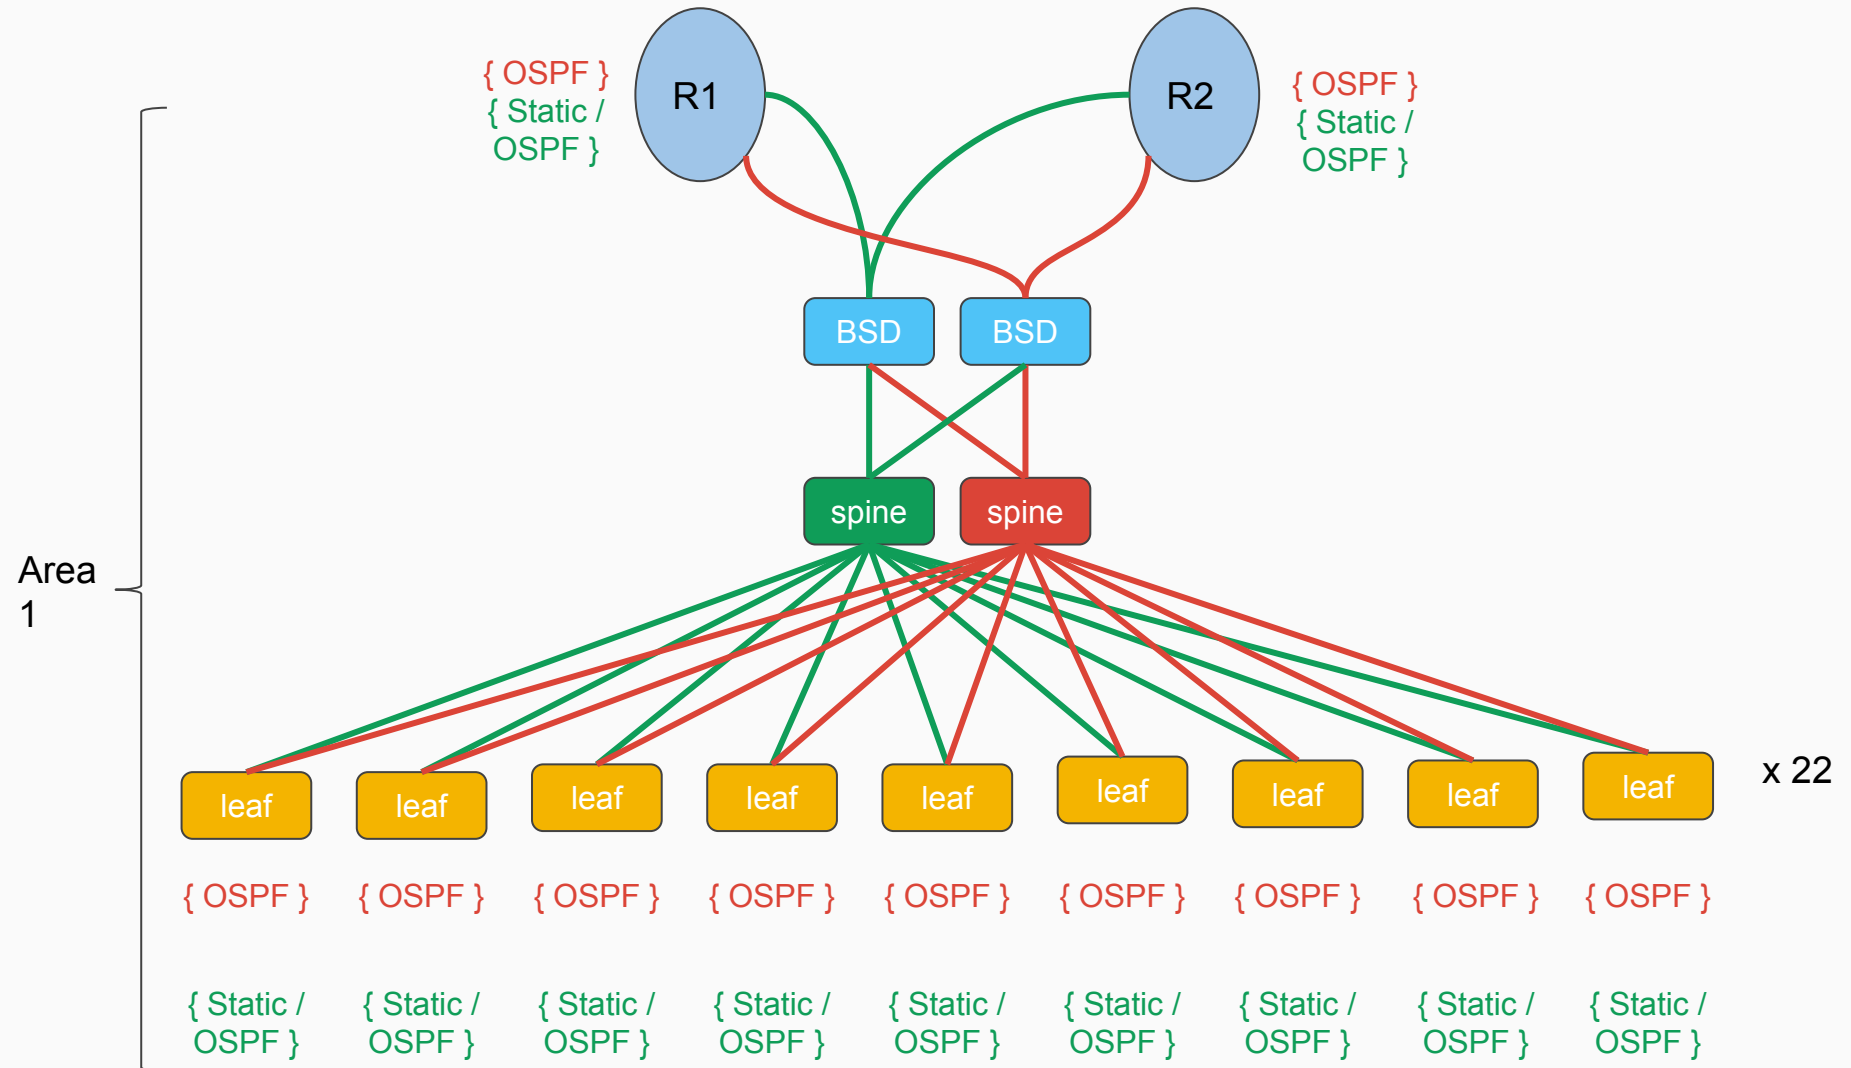 R1
R2
{ OSPF }
{ Static /
OSPF }
{ OSPF }
{ Static /
OSPF }
BSD
BSD
spine
spine
Area
1
leaf
leaf
leaf
leaf
leaf
leaf
leaf
leaf
leaf
x 22
{ OSPF }
{ OSPF }
{ OSPF }
{ OSPF }
{ OSPF }
{ OSPF }
{ OSPF }
{ OSPF }
{ OSPF }
{ Static /
OSPF }
{ Static /
OSPF }
{ Static /
OSPF }
{ Static /
OSPF }
{ Static /
OSPF }
{ Static /
OSPF }
{ Static /
OSPF }
{ Static /
OSPF }
{ Static /
OSPF }